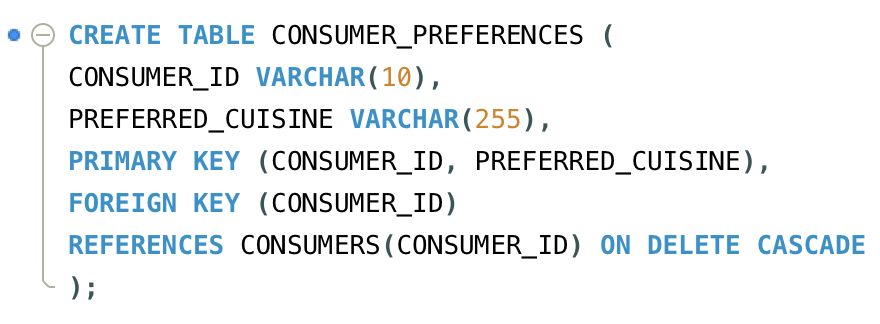 CREATE TABLE CONSUMER_PREFERENCES (
CONSUMER_ID VARCHAR(10),
PREFERRED_CUISINE VARCHAR(255),
PRIMARY KEY (CONSUMER_ID, PREFERRED_CUISINE),
FOREIGN KEY (CONSUMER_ID)
REFERENCES CONSUMERS(CONSUMER_ID) ON DELETE CASCADE
);